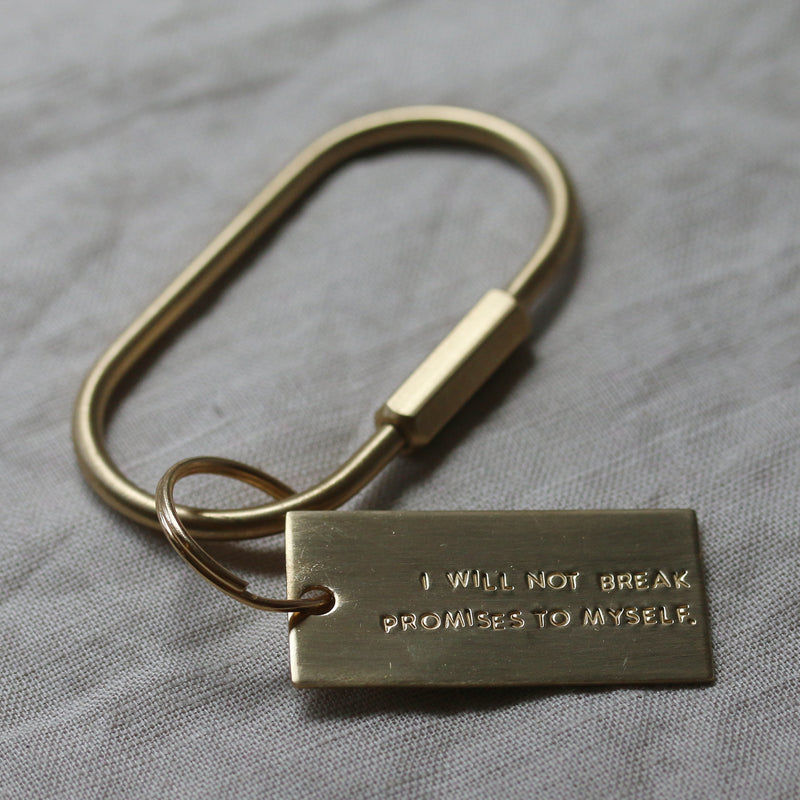 I WILL NOT BREAK
PROMISES TO MYSELF.